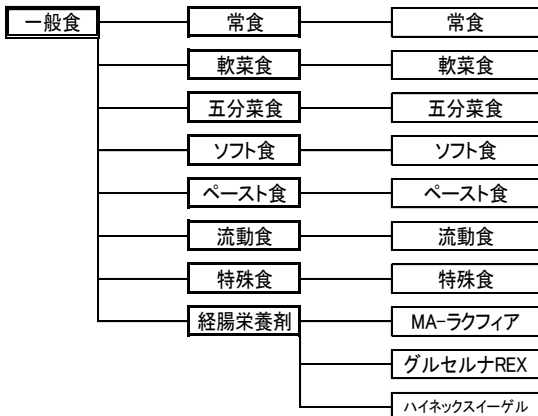 一般食 常食 常食
軟菜食 軟菜食
五分菜食 五分菜食
ソフト食 ソフト食
ペースト食 ペースト食
流動食 流動食
特殊食 特殊食
経腸栄養剤 MA-ラクフィア
グルセルナREX
ハイネックスイーゲル